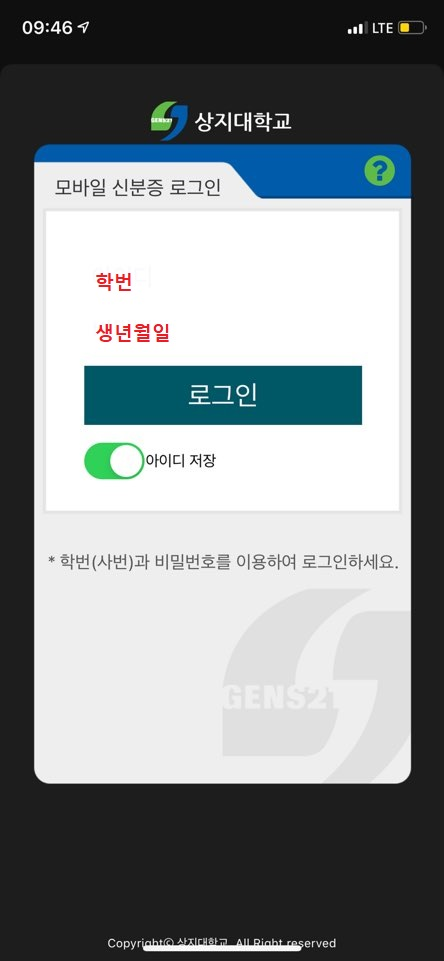 09:46 LTE
GENS21 상지대학교
모바일 신분증 로그인 ?
학번
생년월일
로그인
아이디 저장
* 학번(사번)과 비밀번호를 이용하여 로그인하세요.
GENS21
Copyright© 상지대학교. All Right reserved